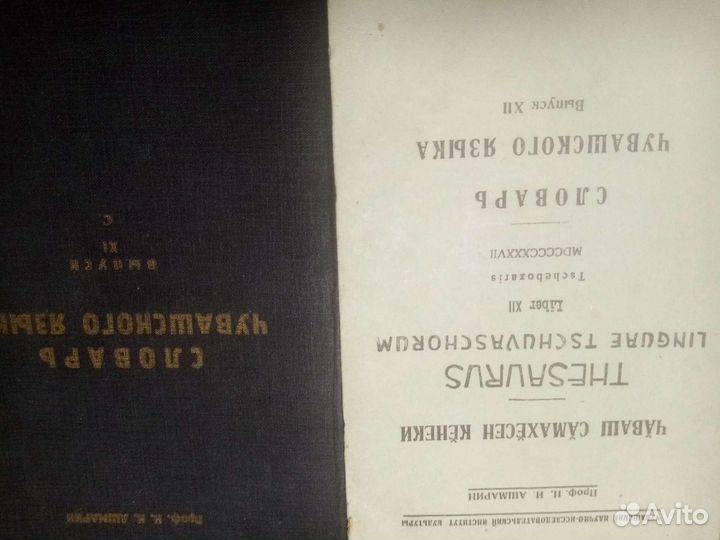 Проф. Н. И. АШМАРИН
СЛОВАРЬ
ЧУВАШСКОГО ЯЗЫК
ВЫПУСК
XI
С
НАУЧНО-ИССЛЕДОВАТЕЛЬСКИЙ ИНСТИТУТ КУЛЬТУРЫ
Проф. Н. И. АШМАРИН
ЧӐВАШ СӐМАХӖСЕН КӖНЕКИ
THESAURUS
LINGUAE TSCHUVASCHORUM
Liber XII
Tscheboxaris
MDCCCCXXXVII
СЛОВАРЬ
ЧУВАШСКОГО ЯЗЫКА
Выпуск XII
Avito